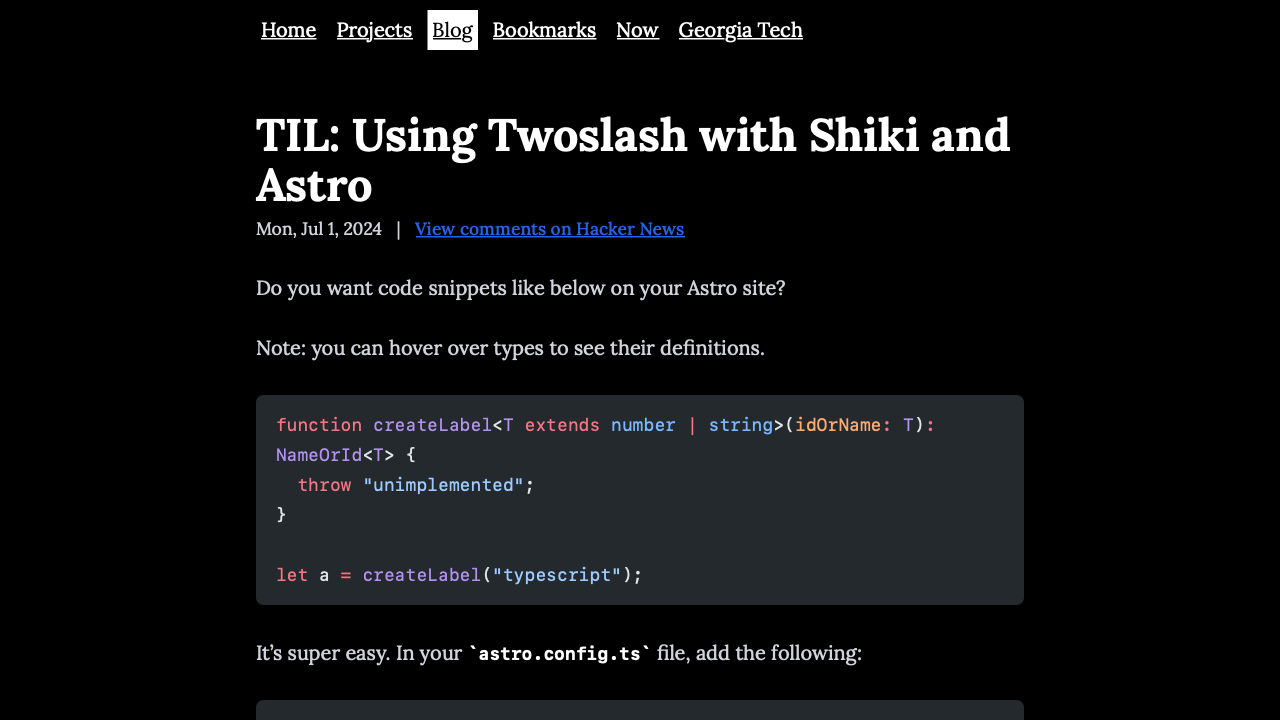 Home Projects Blog Bookmarks Now Georgia Tech
TIL: Using Twoslash with Shiki and
Astro
Mon, Jul 1, 2024 | View comments on Hacker News
Do you want code snippets like below on your Astro site?
Note: you can hover over types to see their definitions.
function createLabel<T extends number | string>(idOrName: T):
NameOrId<T> {
  throw "unimplemented";
}
let a = createLabel("typescript");
It’s super easy. In your `astro.config.ts` file, add the following: